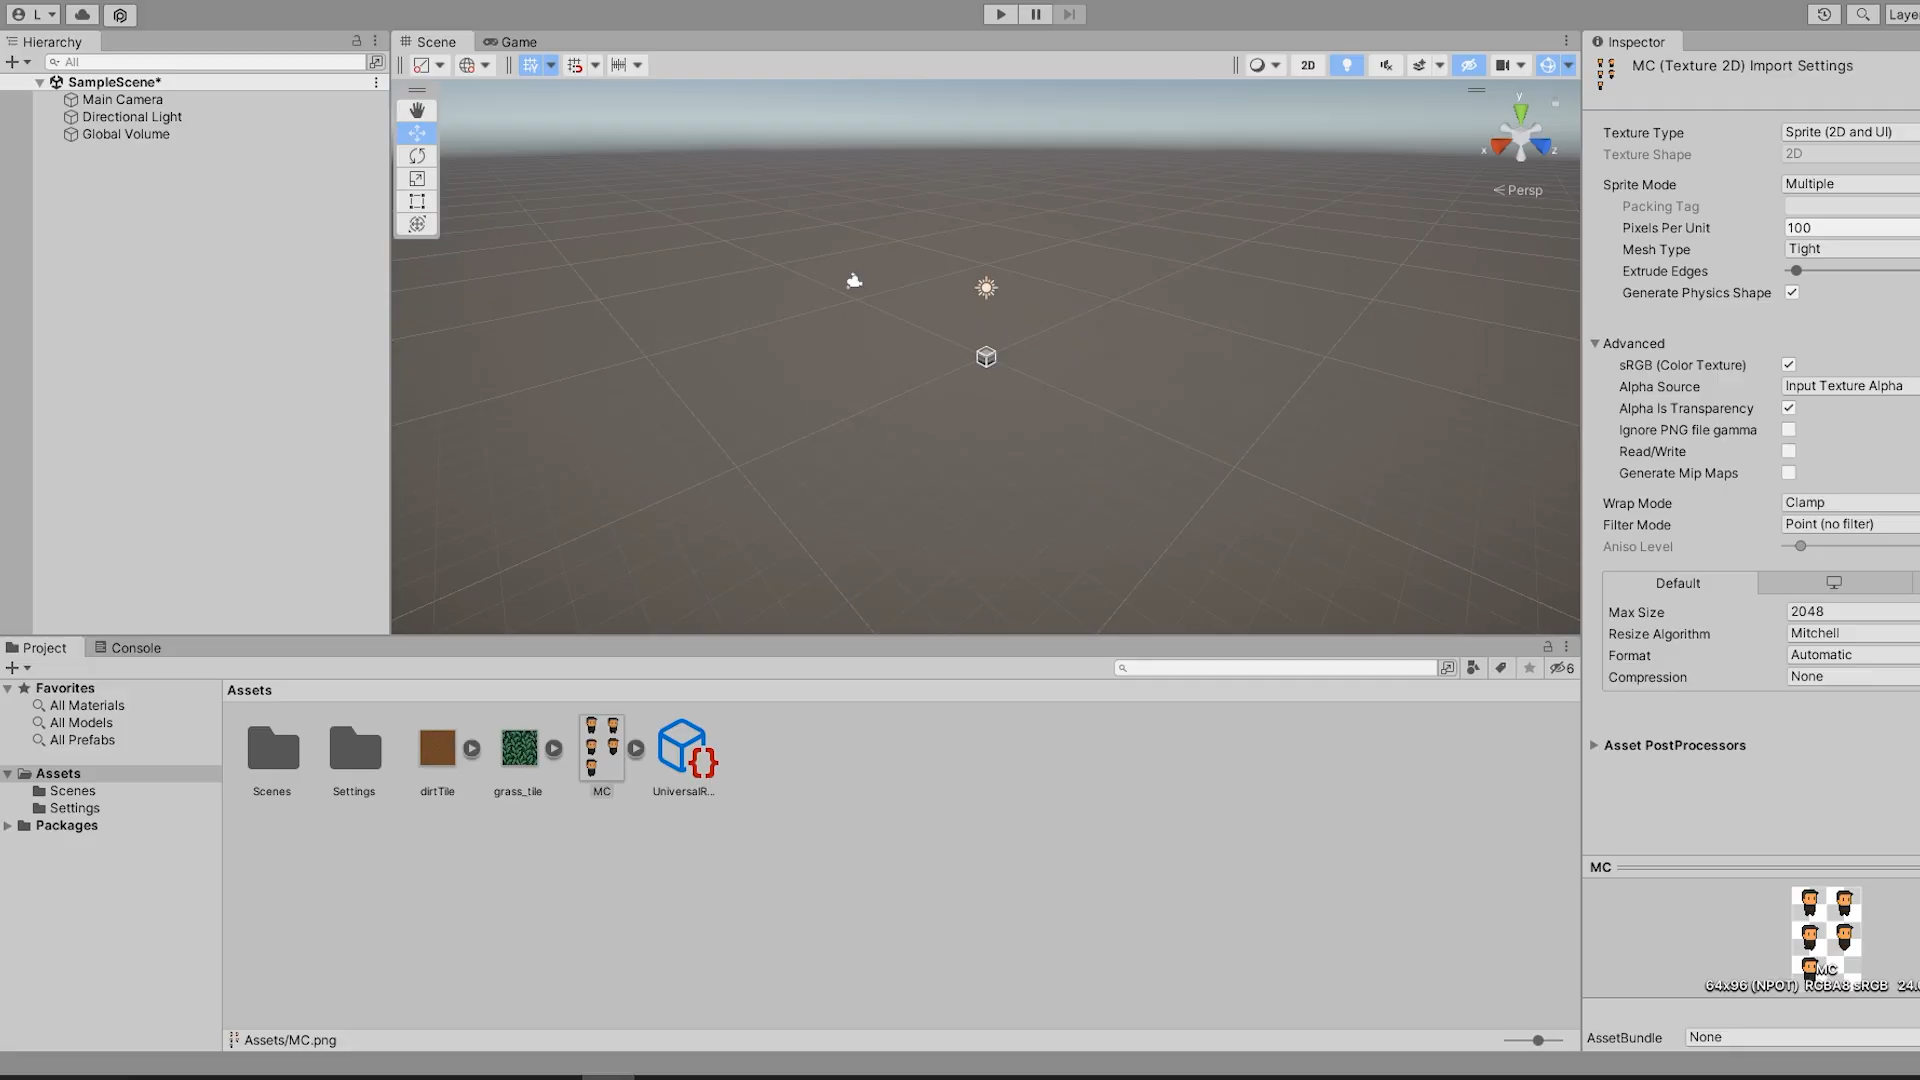 L
Layer
Hierarchy
All
SampleScene*
Main Camera
Directional Light
Global Volume
Scene
Game
2D
y
x
z
Persp
Inspector
MC (Texture 2D) Import Settings
Texture Type
Sprite (2D and UI)
Texture Shape
2D
Sprite Mode
Multiple
Packing Tag
Pixels Per Unit
100
Mesh Type
Tight
Extrude Edges
Generate Physics Shape
Advanced
sRGB (Color Texture)
Alpha Source
Input Texture Alpha
Alpha Is Transparency
Ignore PNG file gamma
Read/Write
Generate Mip Maps
Wrap Mode
Clamp
Filter Mode
Point (no filter)
Aniso Level
Default
Max Size
2048
Resize Algorithm
Mitchell
Format
Automatic
Compression
None
Asset PostProcessors
MC
MC
64x96 (NPOT) RGBA8 sRGB 24.0
AssetBundle
None
Project
Console
6
Favorites
All Materials
All Models
All Prefabs
Assets
Scenes
Settings
Packages
Assets
Scenes
Settings
dirtTile
grass_tile
MC
UniversalR...
Assets/MC.png